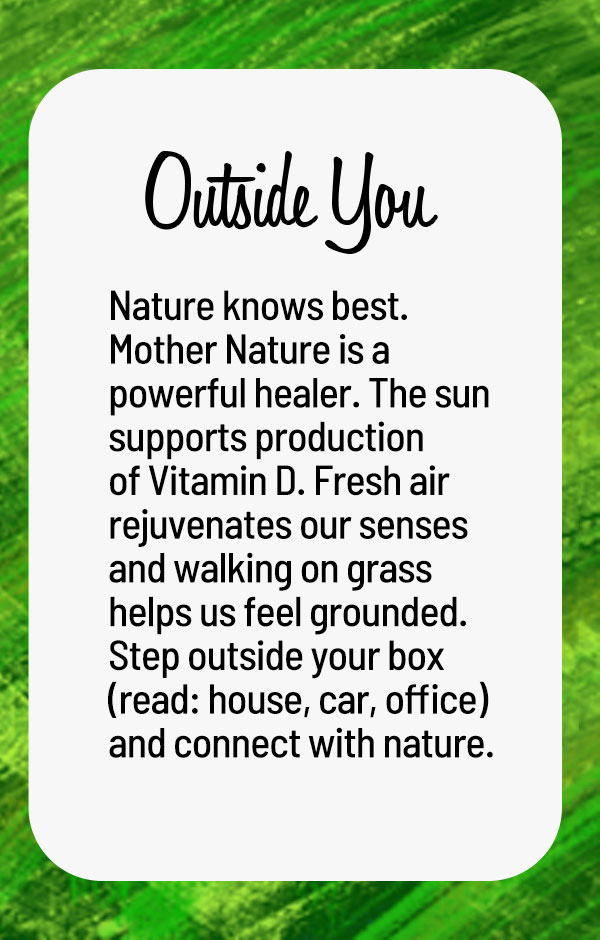 Outside You
Nature knows best.
Mother Nature is a
powerful healer. The sun
supports production
of Vitamin D. Fresh air
rejuvenates our senses
and walking on grass
helps us feel grounded.
Step outside your box
(read: house, car, office)
and connect with nature.